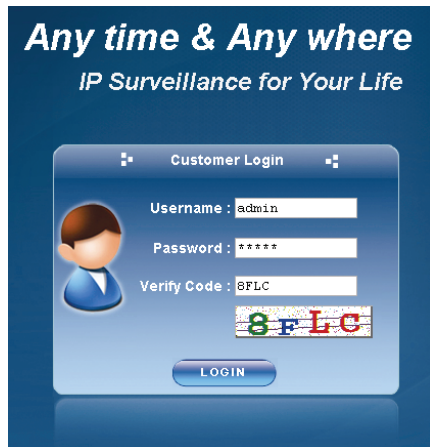 Any time & Any where
IP Surveillance for Your Life
Customer Login
Username : admin
Password : *****
Verify Code : 8FLC
8FLC
LOGIN